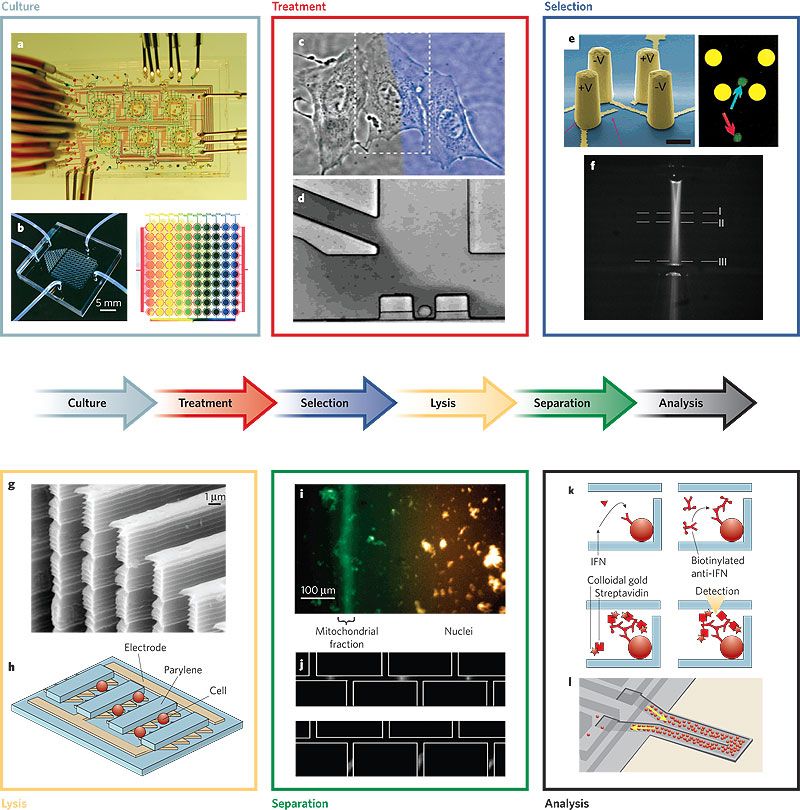 Culture
Treatment
Selection
a
b
5 mm
c
d
e
-V
+V
+V
-V
f
I
II
III
Culture
Treatment
Selection
Lysis
Separation
Analysis
g
1 μm
h
Electrode
Parylene
Cell
i
100 μm
Mitochondrial
fraction
Nuclei
j
k
IFN
Biotinylated
anti-IFN
Colloidal gold
Streptavidin
Detection
l
Lysis
Separation
Analysis